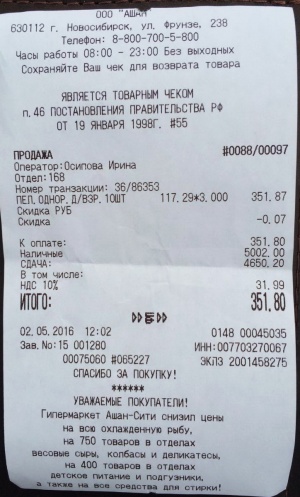 ООО "АШАН"
630112 г. Новосибирск, ул. Фрунзе, 238
Телефон: 8-800-700-5-800
Часы работы 08:00 - 23:00 Без выходных
Сохраняйте Ваш чек для возврата товара
ЯВЛЯЕТСЯ ТОВАРНЫМ ЧЕКОМ
п.46 ПОСТАНОВЛЕНИЯ ПРАВИТЕЛЬСТВА РФ
ОТ 19 ЯНВАРЯ 1998Г. #55
ПРОДАЖА #0088/00097
Оператор:Осипова Ирина
Отдел:168
Номер транзакции: 36/86353
ПЕЛ.ОДНОР.Д/ВЗР.10ШТ 117.29*3.000 351.87
Скидка РУБ
Скидка -0.07
К оплате: 351.80
Наличные 5002.00
СДАЧА: 4650.20
В том числе:
НДС 10% 31.99
ИТОГО: 351.80
02.05.2016 12:02 0148 00045035
Зав.No:15 001280 ИНН:007703270067
00075060 #065227 ЭКЛЗ 2001458275
СПАСИБО ЗА ПОКУПКУ!
******
УВАЖАЕМЫЕ ПОКУПАТЕЛИ!
Гипермаркет Ашан-Сити снизил цены
на всю охлажденную рыбу,
на 750 товаров в отделах
весовые сыры, колбасы и деликатесы,
на 400 товаров в отделах
детское питание и подгузники,
а также на все средства для стирки!